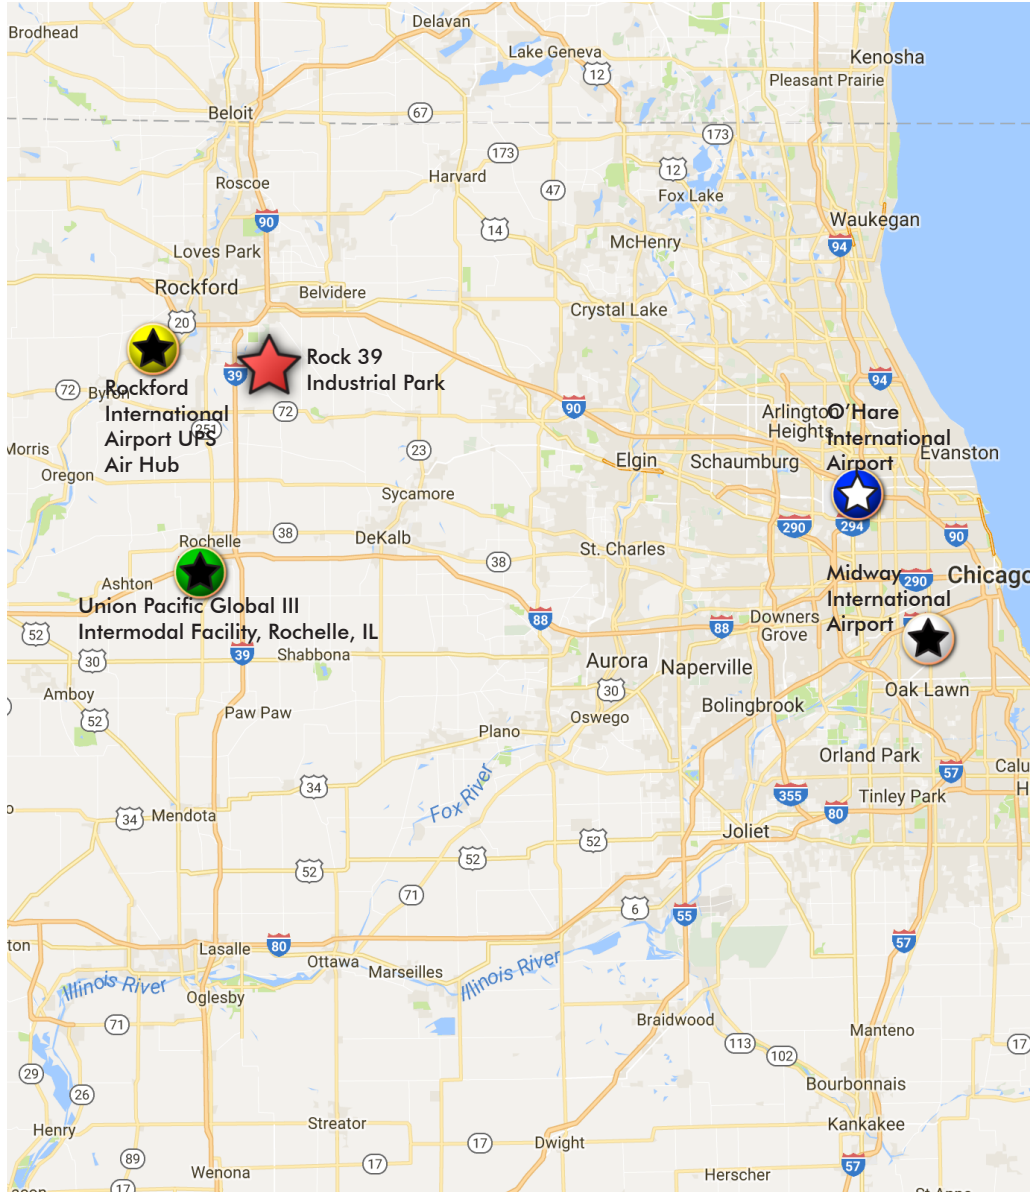 Delavan
Brodhead
Lake Geneva
Kenosha
12
Pleasant Prairie
Beloit
67
173
173
Harvard
12
Roscoe
47
Fox Lake
90
Waukegan
14
McHenry
94
Loves Park
Rockford
Belvidere
Crystal Lake
20
Rock 39
Industrial Park
39
94
72
Byron
Rockford
International
Airport UPS
Air Hub
251
72
90
Arlington
Heights
O'Hare
International
Airport
Morris
23
Elgin
Schaumburg
Evanston
Oregon
Sycamore
290
294
90
Rochelle
38
DeKalb
St. Charles
38
Ashton
Midway
International
Airport
290
Chicago
Union Pacific Global III
Intermodal Facility, Rochelle, IL
88
88
Downers
Grove
52
30
39
Shabbona
Aurora
Naperville
30
Oak Lawn
Amboy
52
Paw Paw
Oswego
Bolingbrook
Plano
Orland Park
57
Calu
Fox River
34
355
Tinley Park
H
34
Mendota
80
Joliet
52
52
52
71
6
55
ton
Lasalle
80
57
Ottawa
Marseilles
Illinois River
Illinois River
Oglesby
71
Braidwood
Manteno
113
102
17
29
26
Bourbonnais
Henry
Streator
Kankakee
17
Dwight
89
17
57
Wenona
Herscher
17